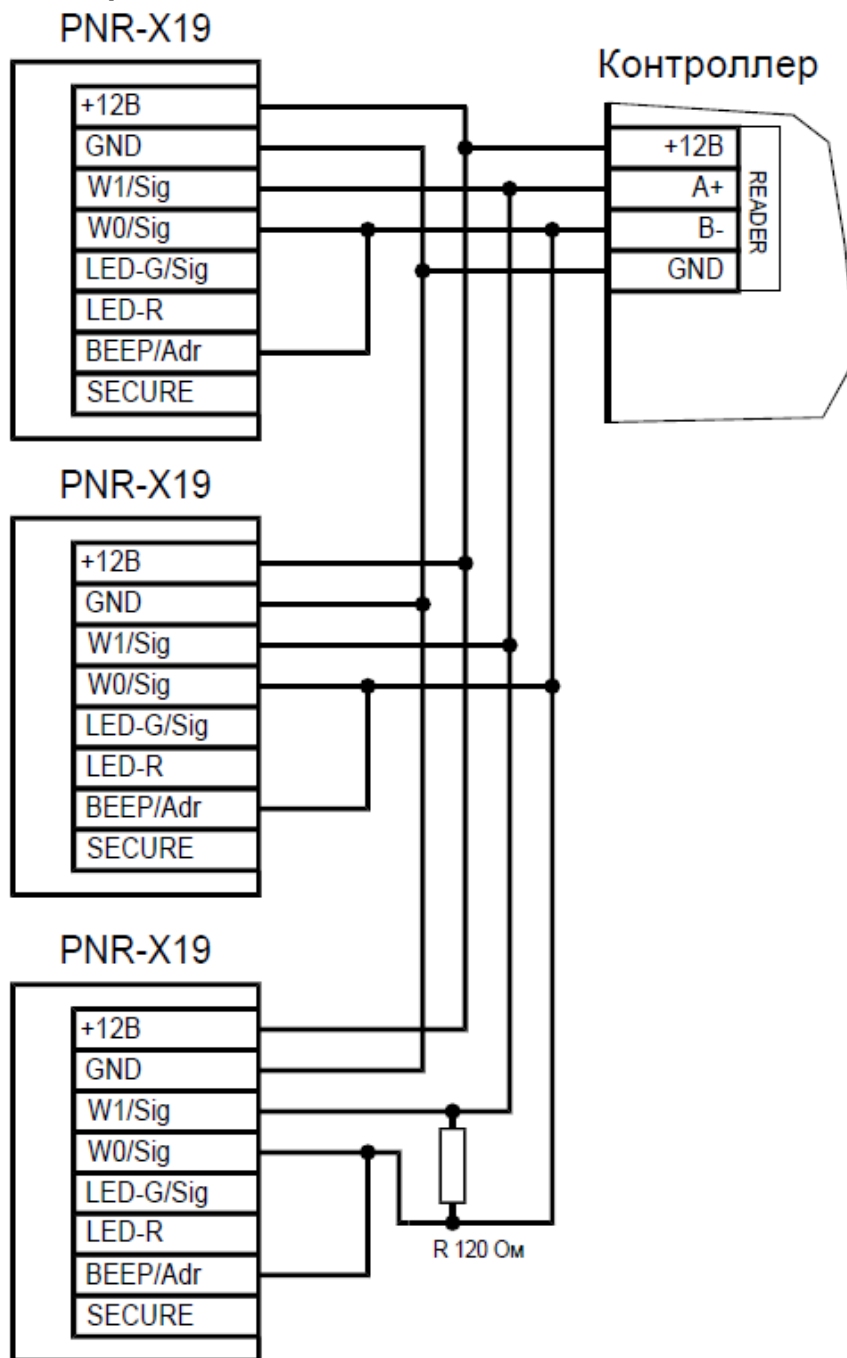 PNR-X19
+12В
GND
W1/Sig
W0/Sig
LED-G/Sig
LED-R
BEEP/Adr
SECURE
Контроллер
+12В
A+
B-
GND
READER
PNR-X19
+12В
GND
W1/Sig
W0/Sig
LED-G/Sig
LED-R
BEEP/Adr
SECURE
PNR-X19
+12В
GND
W1/Sig
W0/Sig
LED-G/Sig
LED-R
BEEP/Adr
SECURE
R 120 Ом